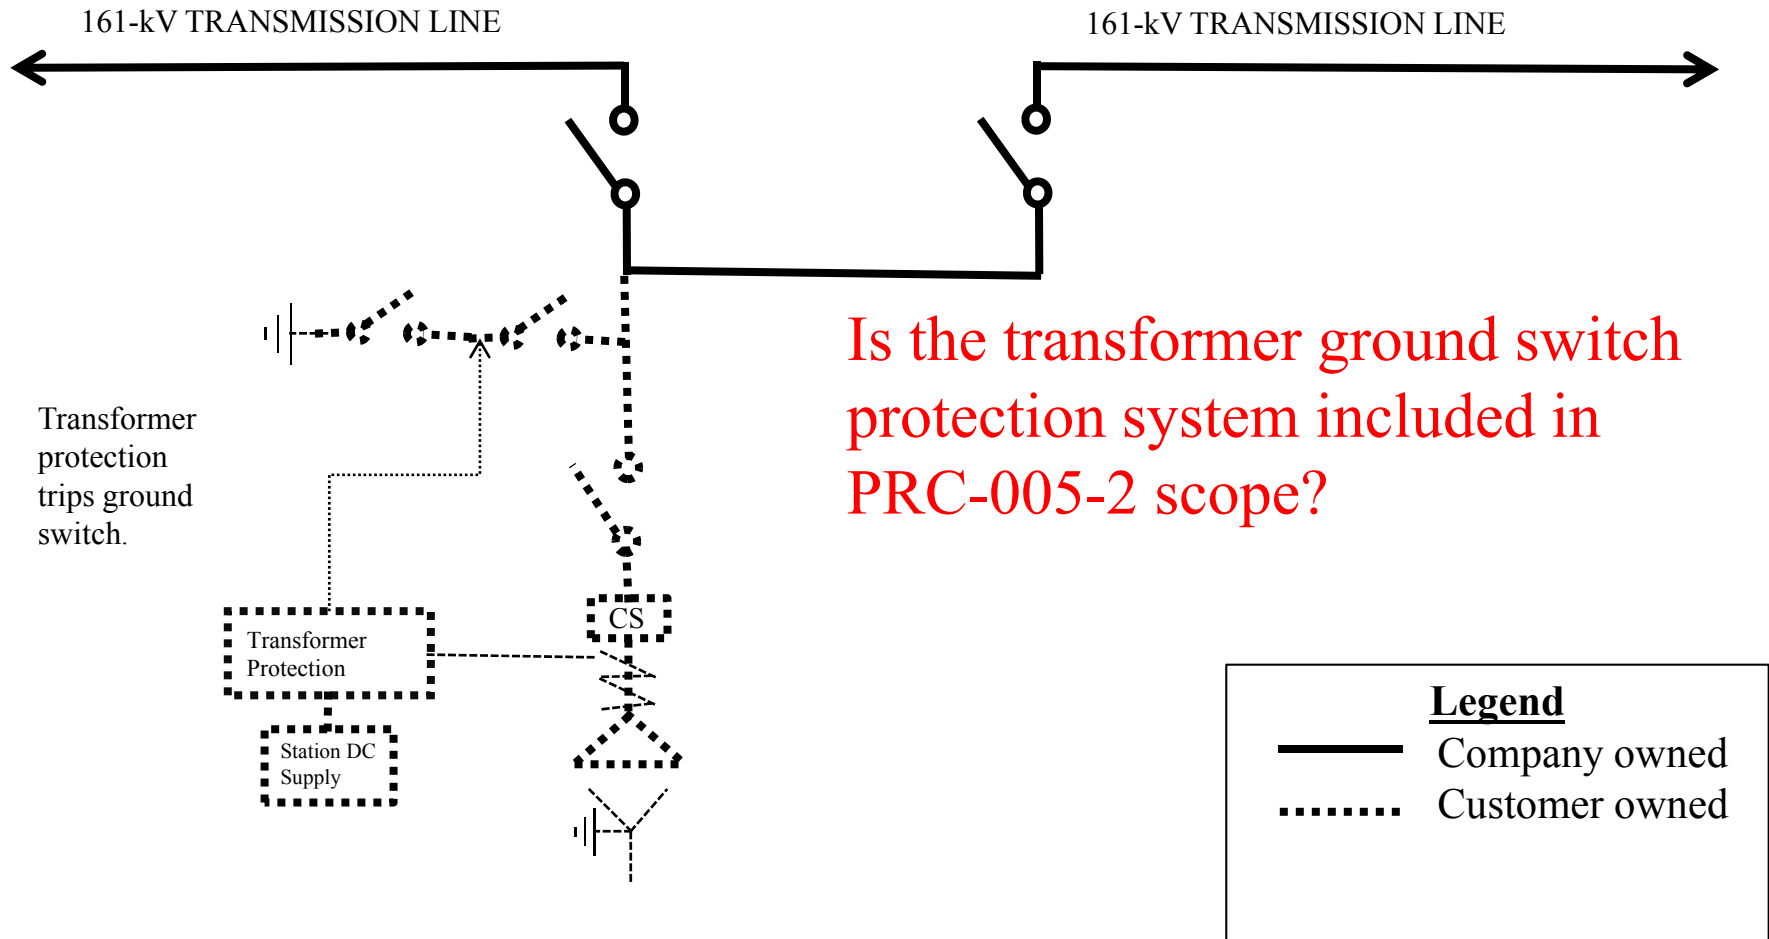 161-kV TRANSMISSION LINE
161-kV TRANSMISSION LINE
Is the transformer ground switch
protection system included in
PRC-005-2 scope?
Transformer
protection
trips ground
switch.
CS
Transformer
Protection
Station DC
Supply
Legend
Company owned
Customer owned